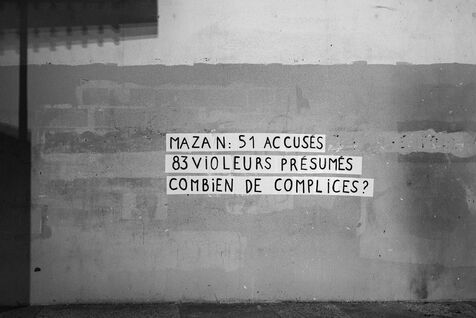 MAZAN: 51 ACCUSÉS
83 VIOLEURS PRÉSUMÉS
COMBIEN DE COMPLICES?